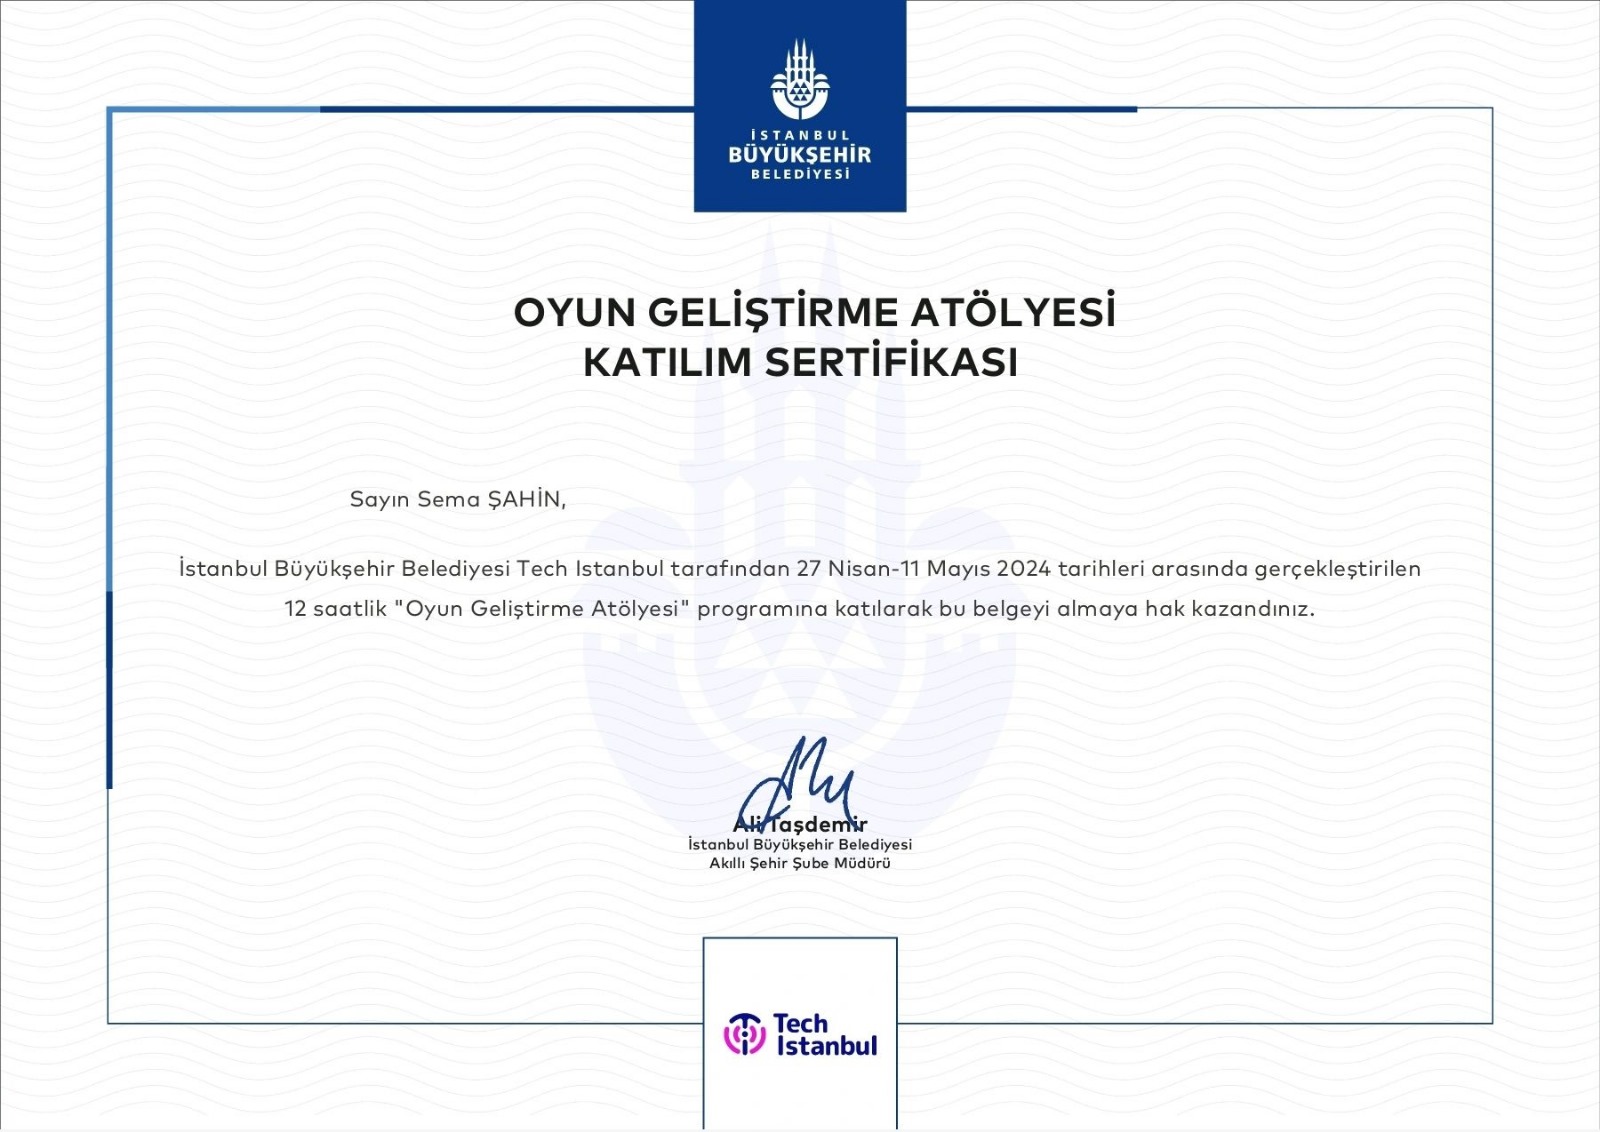 İSTANBUL
BÜYÜKŞEHİR
BELEDİYESİ
OYUN GELİŞTİRME ATÖLYESİ
KATILIM SERTİFİKASI
Sayın Sema ŞAHİN,
İstanbul Büyükşehir Belediyesi Tech Istanbul tarafından 27 Nisan-11 Mayıs 2024 tarihleri arasında gerçekleştirilen
12 saatlik "Oyun Geliştirme Atölyesi" programına katılarak bu belgeyi almaya hak kazandınız.
Ali Taşdemir
İstanbul Büyükşehir Belediyesi
Akıllı Şehir Şube Müdürü
Tech
Istanbul